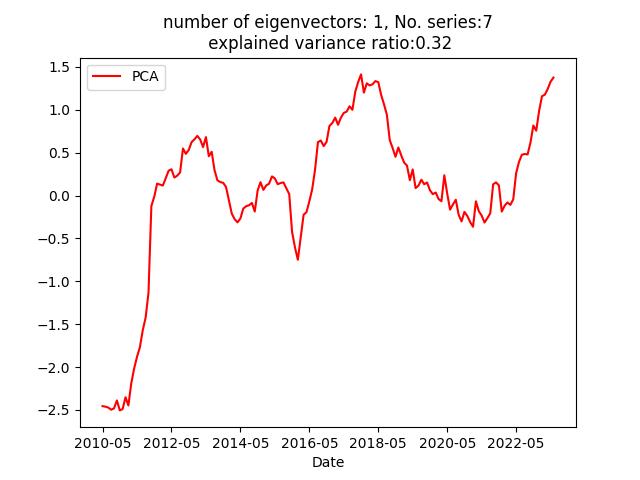 number of eigenvectors: 1, No. series:7
explained variance ratio:0.32
PCA
1.5
1.0
0.5
0.0
−0.5
−1.0
−1.5
−2.0
−2.5
2010-05 2012-05 2014-05 2016-05 2018-05 2020-05 2022-05
Date